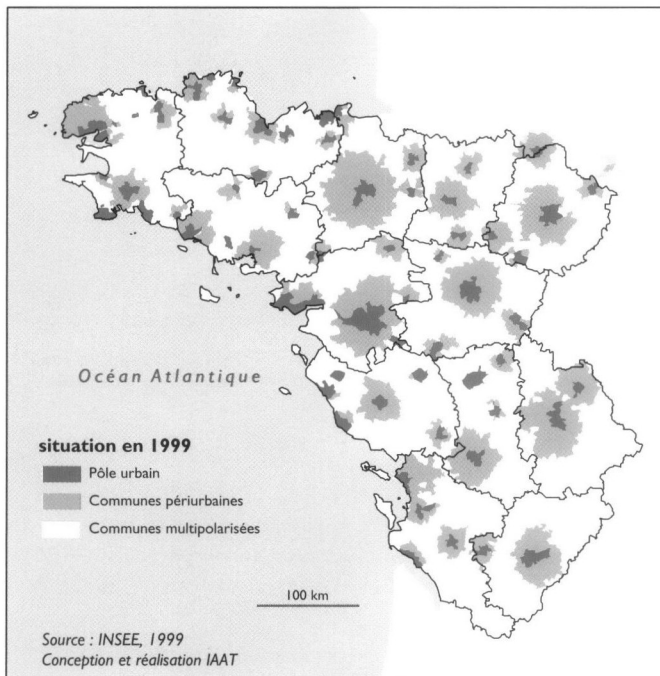 Océan Atlantique
situation en 1999
Pôle urbain
Communes périurbaines
Communes multipolarisées
100 km
Source : INSEE, 1999
Conception et réalisation IAAT